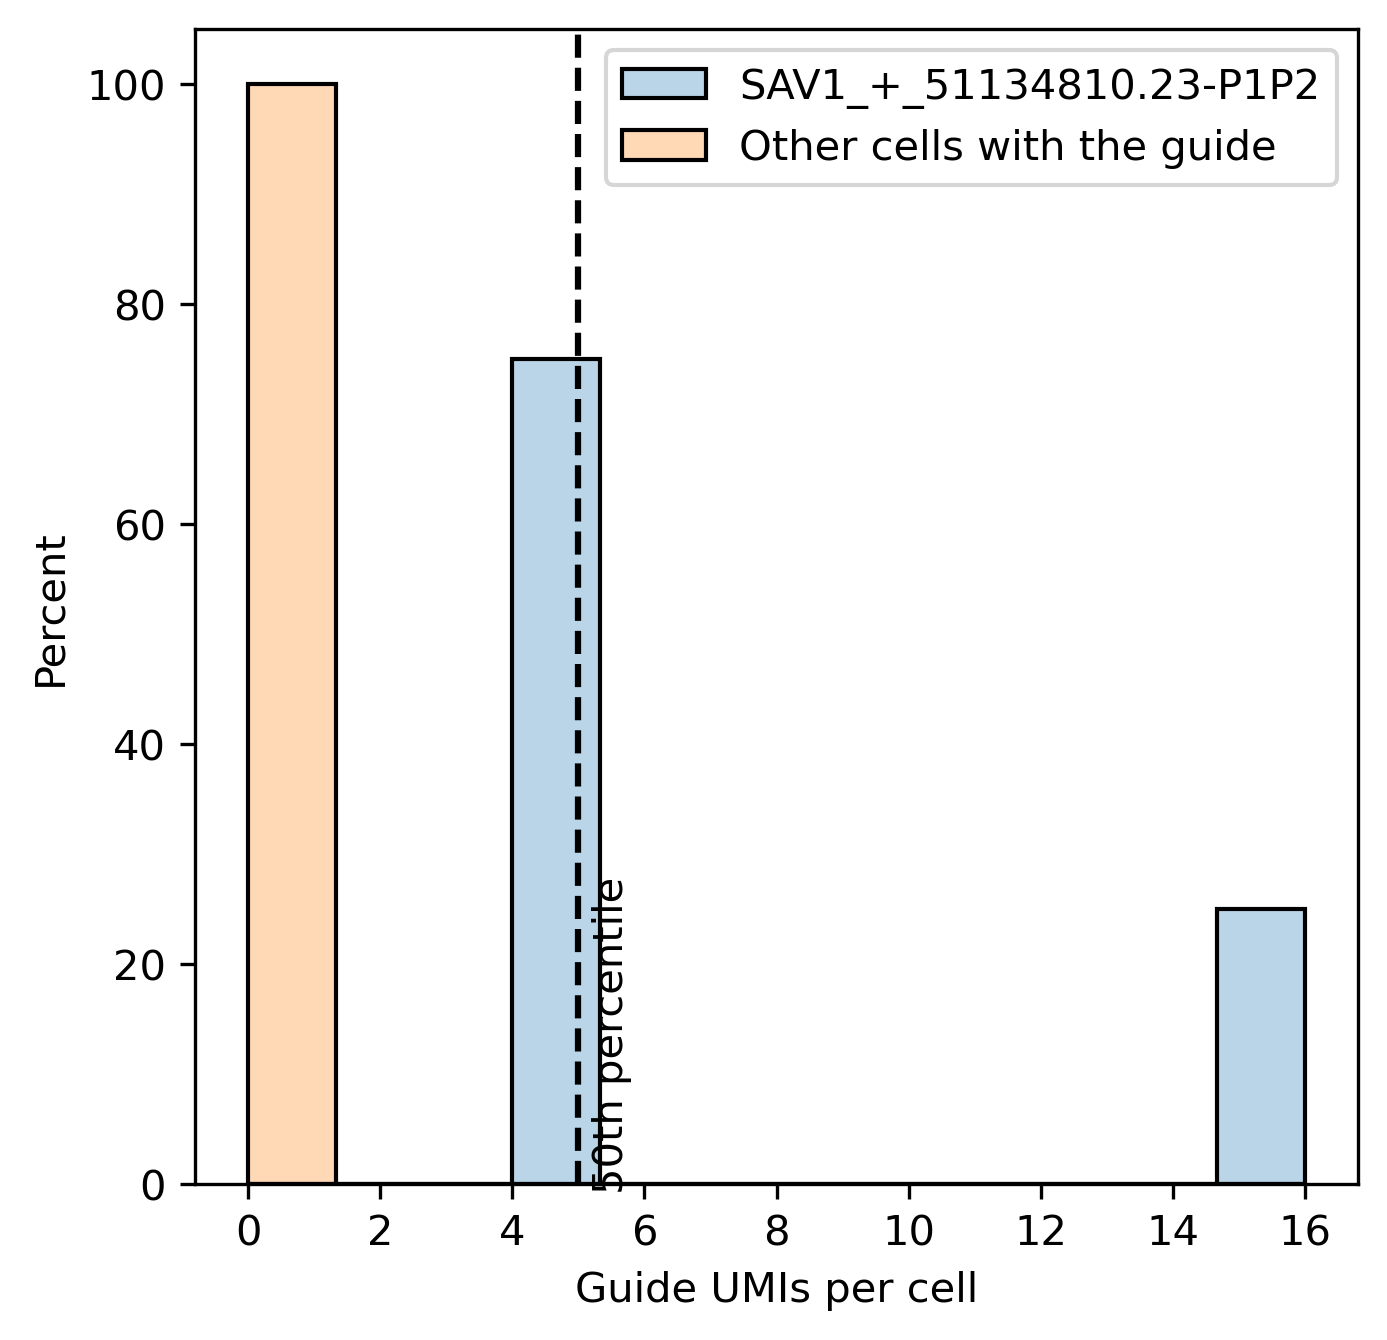 SAV1_+_51134810.23-P1P2
Other cells with the guide
100
80
60
40
20
0
Percent
50th percentile
0 2 4 6 8 10 12 14 16
Guide UMIs per cell